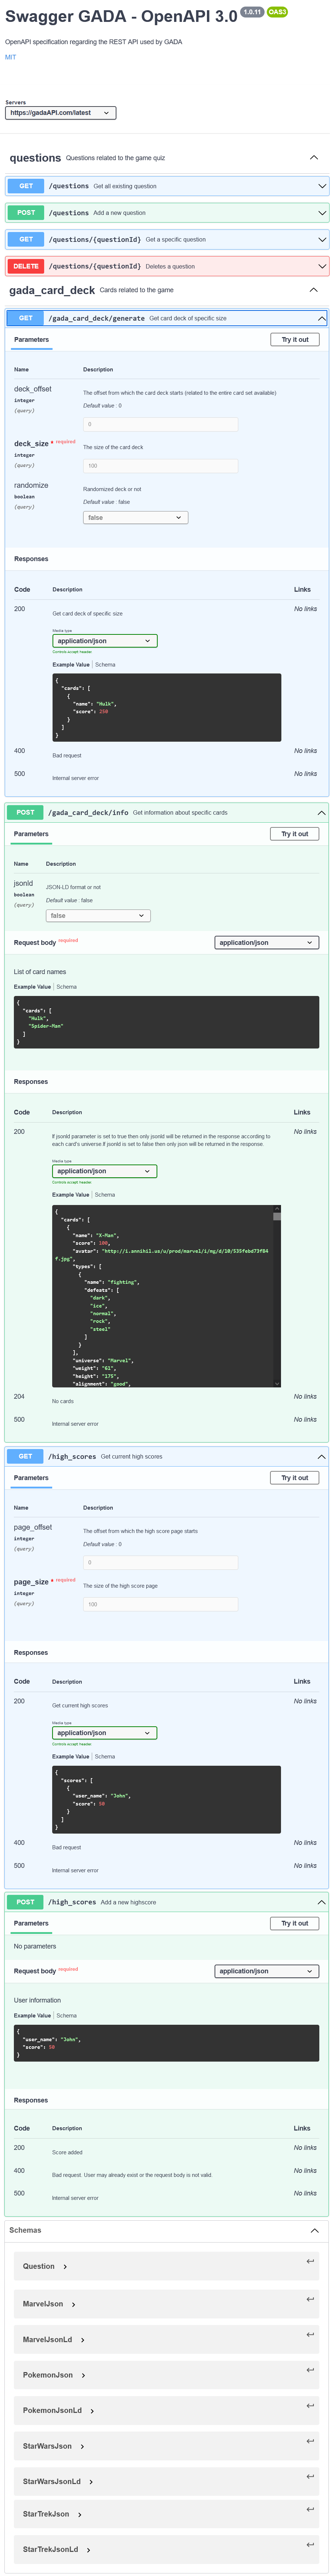 Swagger GADA - OpenAPI 3.0 1.0.11 OAS3
OpenAPI specification regarding the REST API used by GADA
MIT
Servers
https://gadaAPI.com/latest
questions Questions related to the game quiz
GET /questions Get all existing question
POST /questions Add a new question
GET /questions/{questionId} Get a specific question
DELETE /questions/{questionId} Deletes a question
gada_card_deck Cards related to the game
GET /gada_card_deck/generate Get card deck of specific size
Parameters Try it out
Name Description
deck_offset The offset from which the card deck starts (related to the entire card set available)
integer
(query)
Default value : 0
0
deck_size * required The size of the card deck
integer
(query)
100
randomize Randomized deck or not
boolean
(query)
Default value : false
false
Responses
Code Description Links
200 Get card deck of specific size No links
Media type
application/json
Controls Accept header.
Example Value | Schema
{
"cards": [
{
"name": "Hulk",
"score": 250
}
]
}
400 Bad request No links
500 Internal server error No links
POST /gada_card_deck/info Get information about specific cards
Parameters Try it out
Name Description
jsonld JSON-LD format or not
boolean
(query)
Default value : false
false
Request body required application/json
List of card names
Example Value | Schema
{
"cards": [
"Hulk",
"Spider-Man"
]
}
Responses
Code Description Links
200 If jsonld parameter is set to true then only jsonld will be returned in the response according to No links
each card's universe If jsonld is set to false then only json will be returned in the response.
Media type
application/json
Controls Accept header.
Example Value | Schema
{
"cards": [
{
"name": "X-Man",
"score": 100,
"avatar": "http://i.annihil.us/u/prod/marvel/i/mg/d/10/535febd73f84
f.jpg",
"types": [
{
"name": "fighting",
"defeats": [
"dark",
"ice",
"normal",
"rock",
"steel"
]
}
],
"universe": "Marvel",
"weight": "61",
"height": "175",
"alignment": "good",
204 No cards No links
500 Internal server error No links
GET /high_scores Get current high scores
Parameters Try it out
Name Description
page_offset The offset from which the high score page starts
integer
(query)
Default value : 0
0
page_size * required The size of the high score page
integer
(query)
100
Responses
Code Description Links
200 Get current high scores No links
Media type
application/json
Controls Accept header.
Example Value | Schema
{
"scores": [
{
"user_name": "John",
"score": 50
}
]
}
400 Bad request No links
500 Internal server error No links
POST /high_scores Add a new highscore
Parameters Try it out
No parameters
Request body required application/json
User information
Example Value | Schema
{
"user_name": "John",
"score": 50
}
Responses
Code Description Links
200 Score added No links
400 Bad request. User may already exist or the request body is not valid. No links
500 Internal server error No links
Schemas
Question
MarvelJson
MarvelJsonLd
PokemonJson
PokemonJsonLd
StarWarsJson
StarWarsJsonLd
StarTrekJson
StarTrekJsonLd